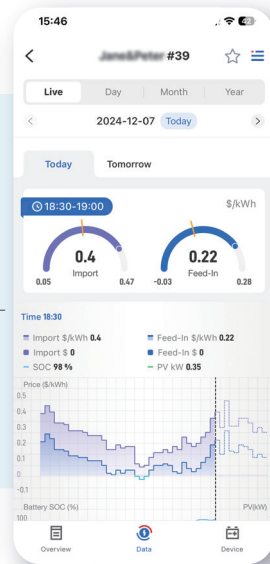 15:46
#39
Live Day Month Year
2024-12-07 Today
Today Tomorrow
18:30-19:00 $/kWh
0.4 0.22
Import Feed-In
0.05 0.47 -0.03 0.28
Time 18:30
Import $/kWh 0.4 Feed-In $/kWh 0.22
Import $ 0 Feed-In $ 0
SOC 98 % PV kW 0.35
Price ($/kWh)
0.5
0.4
0.3
0.2
0.1
0
-0.1
Battery SOC (%) PV(kW)
100
Overview Data Device